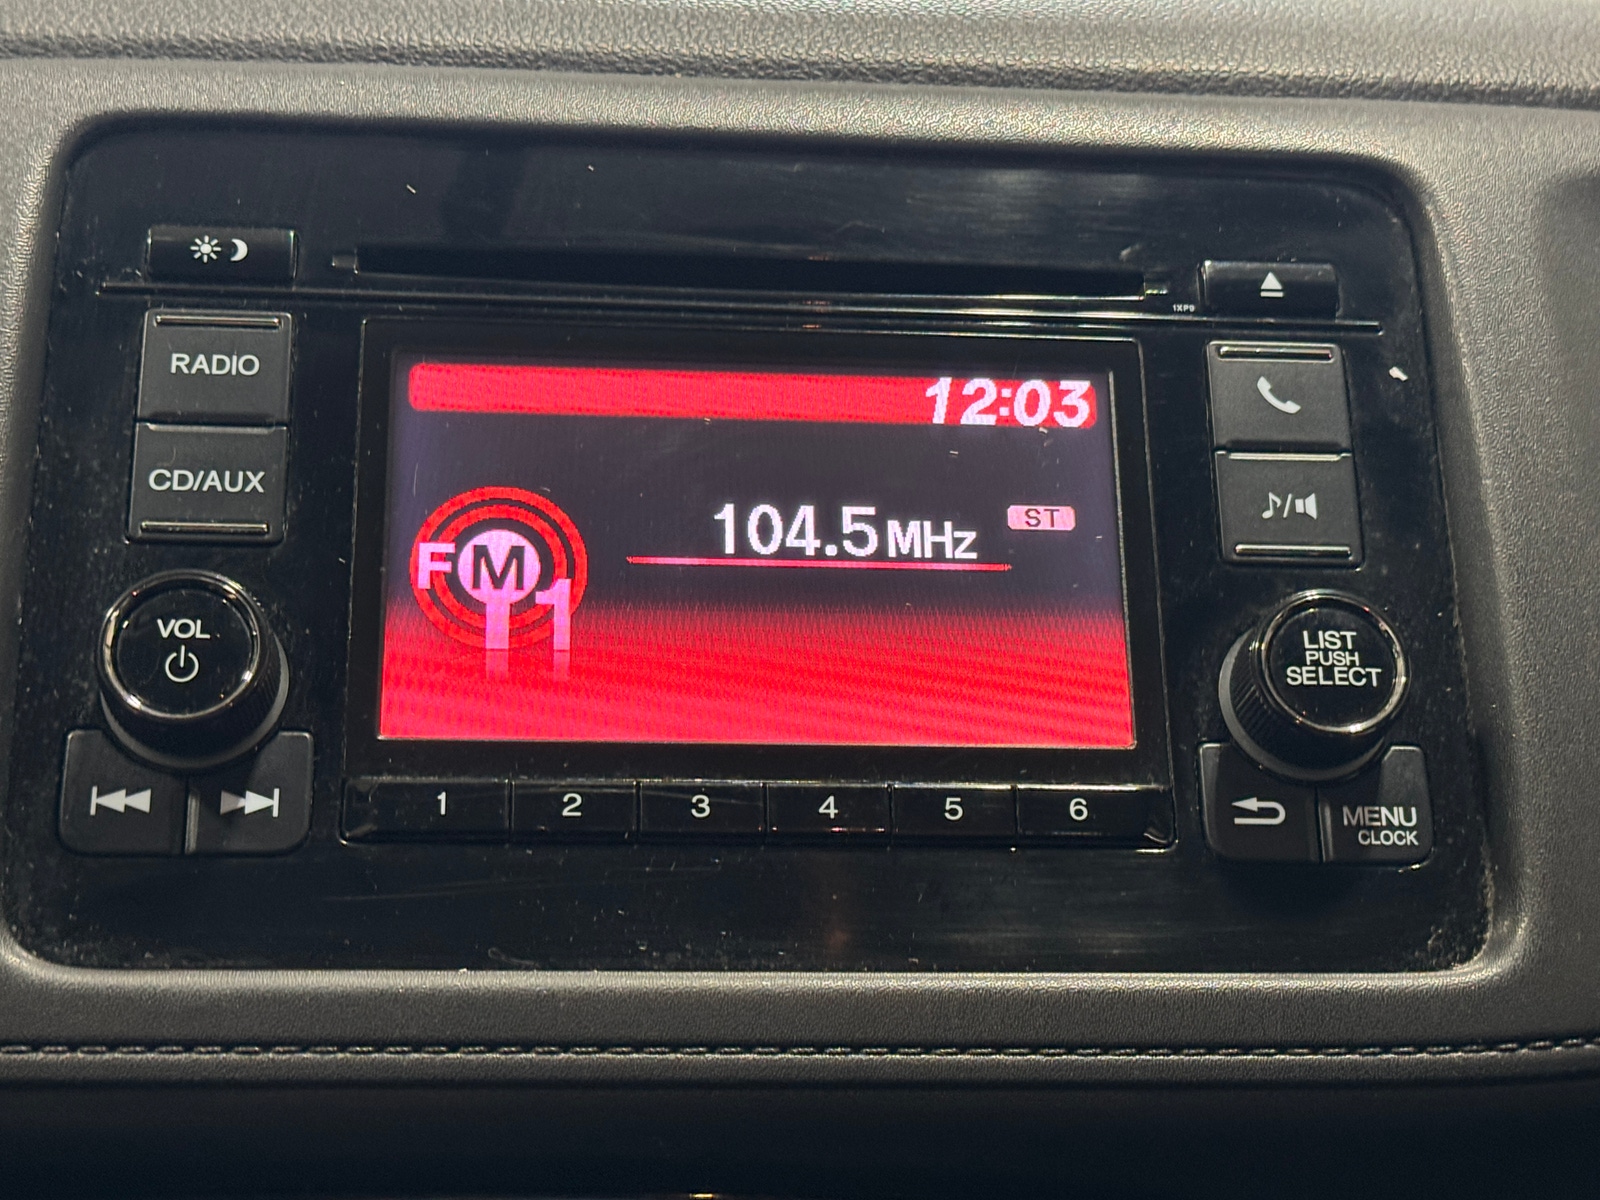 1XP9
RADIO
12:03
CD/AUX
104.5MHz
ST
FM
1
VOL
LIST
PUSH
SELECT
1
2
3
4
5
6
MENU
CLOCK